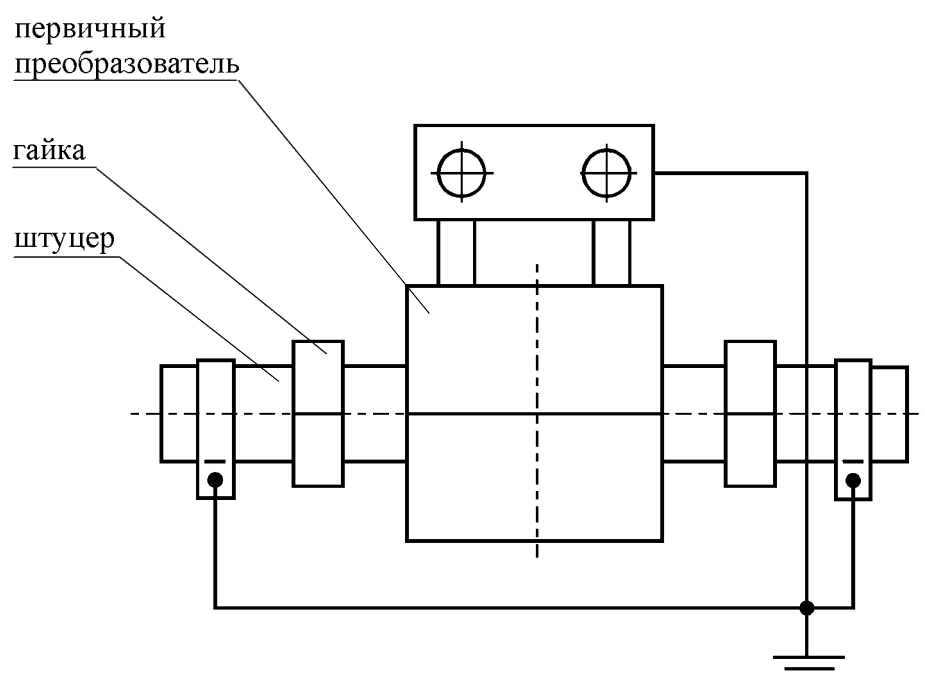 первичный
преобразователь
гайка
штуцер